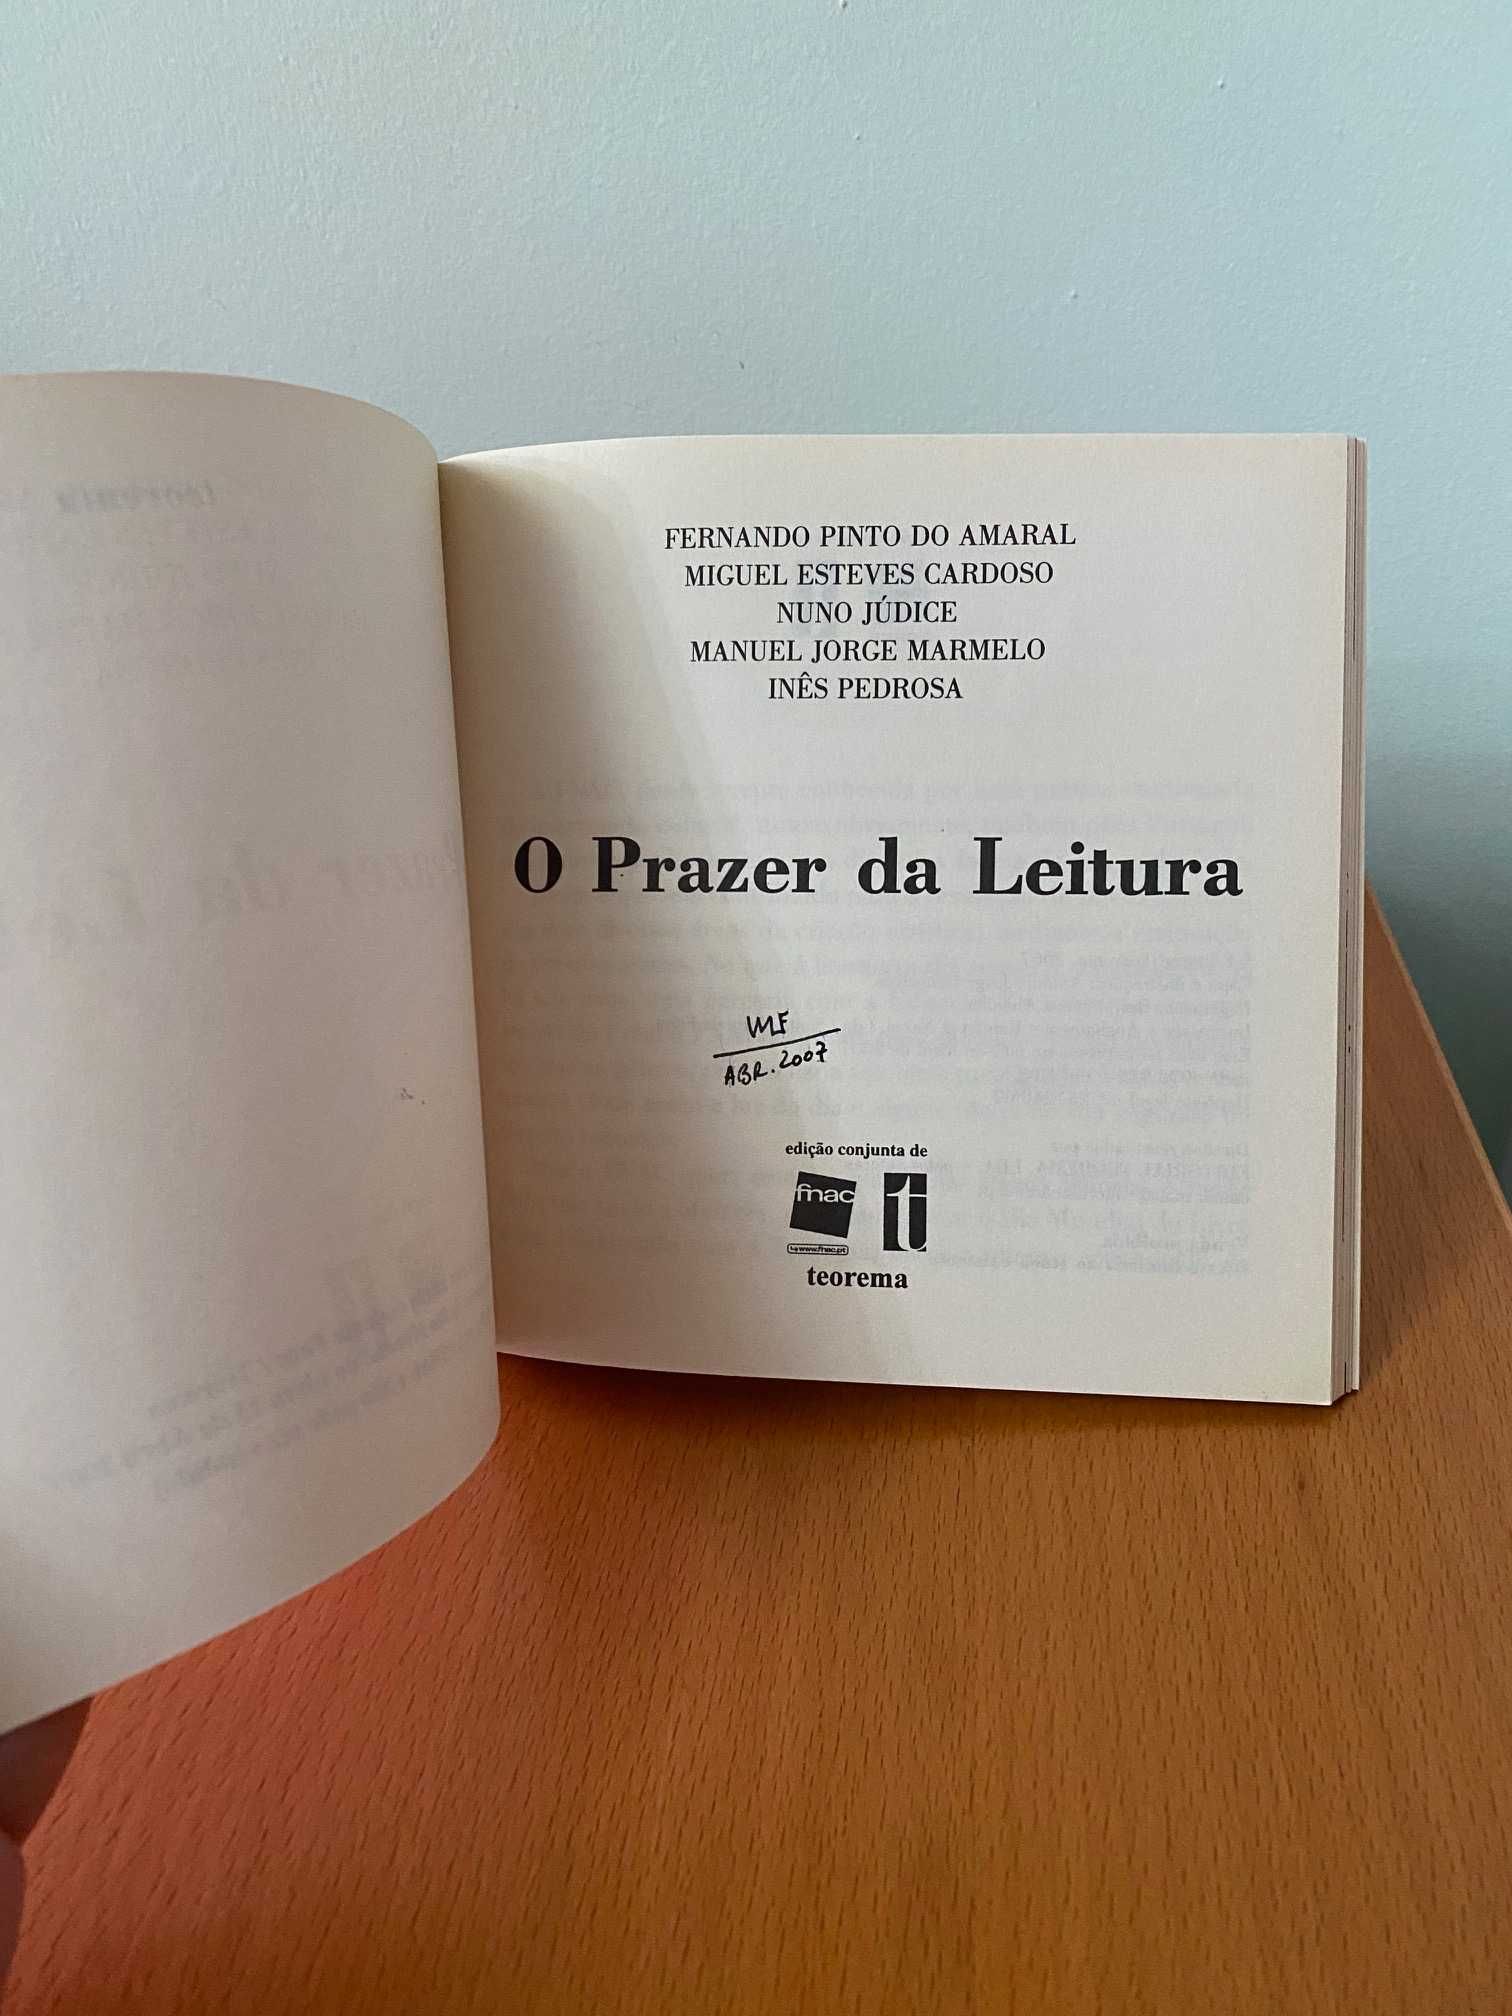 FERNANDO PINTO DO AMARAL
MIGUEL ESTEVES CARDOSO
NUNO JÚDICE
MANUEL JORGE MARMELO
INÊS PEDROSA
O Prazer da Leitura
MF
ABR. 2007
edição conjunta de
fnac
www.fnac.pt
teorema